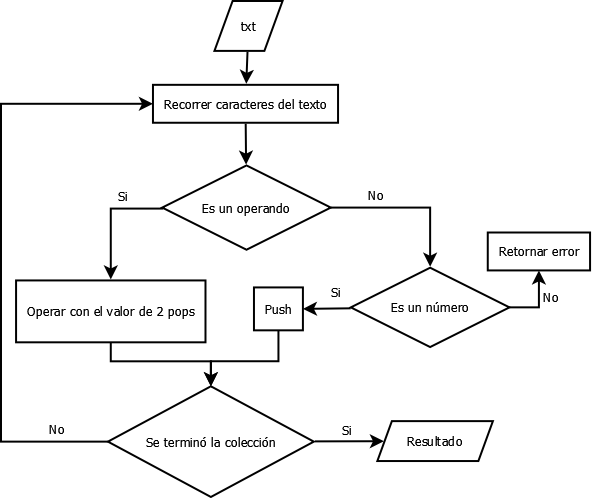 txt
Recorrer caracteres del texto
Es un operando
Si
No
Retornar error
Operar con el valor de 2 pops
Push
Si
Es un número
No
Se terminó la colección
No
Si
Resultado